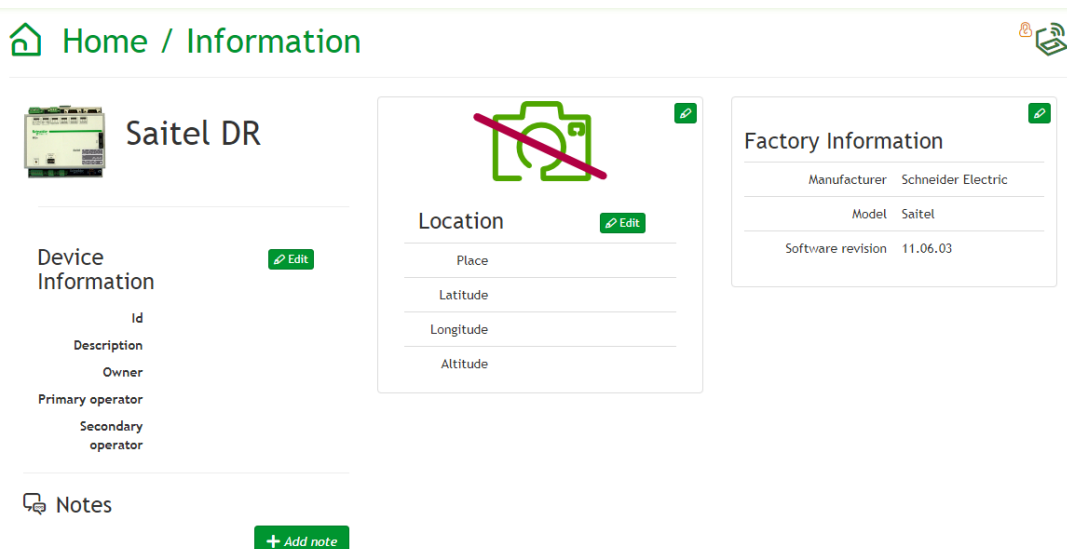 Home / Information
Saitel DR
Device
Information
Edit
Id
Description
Owner
Primary operator
Secondary
operator
Notes
Add note
Location
Edit
Place
Latitude
Longitude
Altitude
Factory Information
Manufacturer Schneider Electric
Model Saitel
Software revision 11.06.03